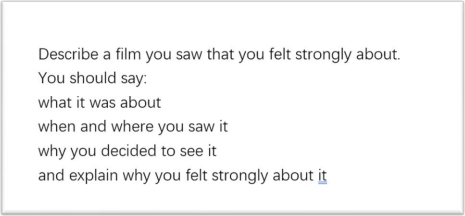 Describe a film you saw that you felt strongly about.
You should say:
what it was about
when and where you saw it
why you decided to see it
and explain why you felt strongly about it